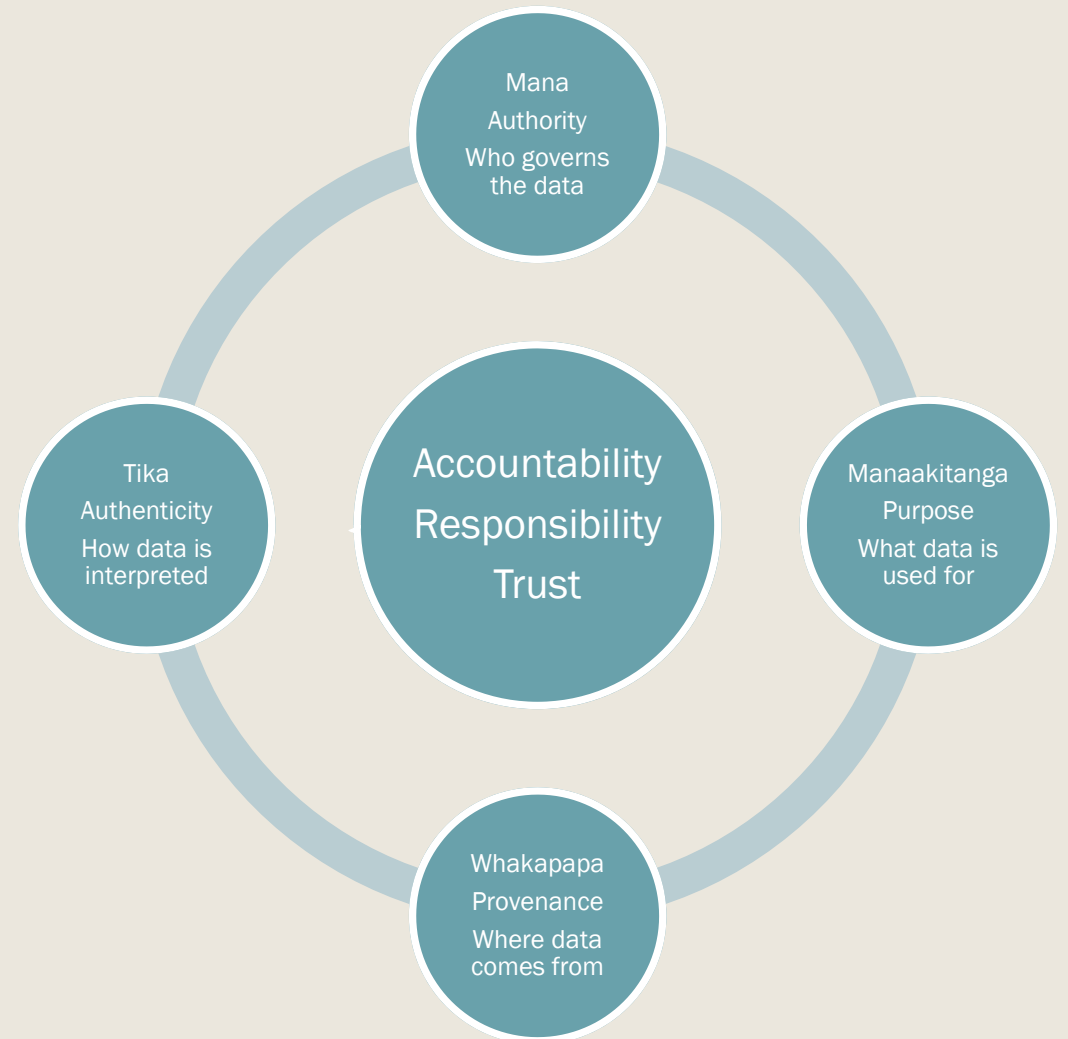 Mana
Authority
Who governs
the data
Tika
Authenticity
How data is
interpreted
Accountability
Responsibility
Trust
Manaakitanga
Purpose
What data is
used for
Whakapapa
Provenance
Where data
comes from